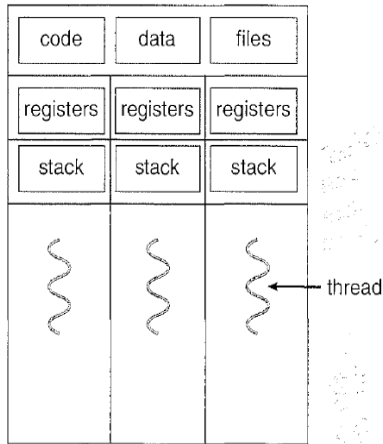 code data files
registers registers registers
stack stack stack
thread